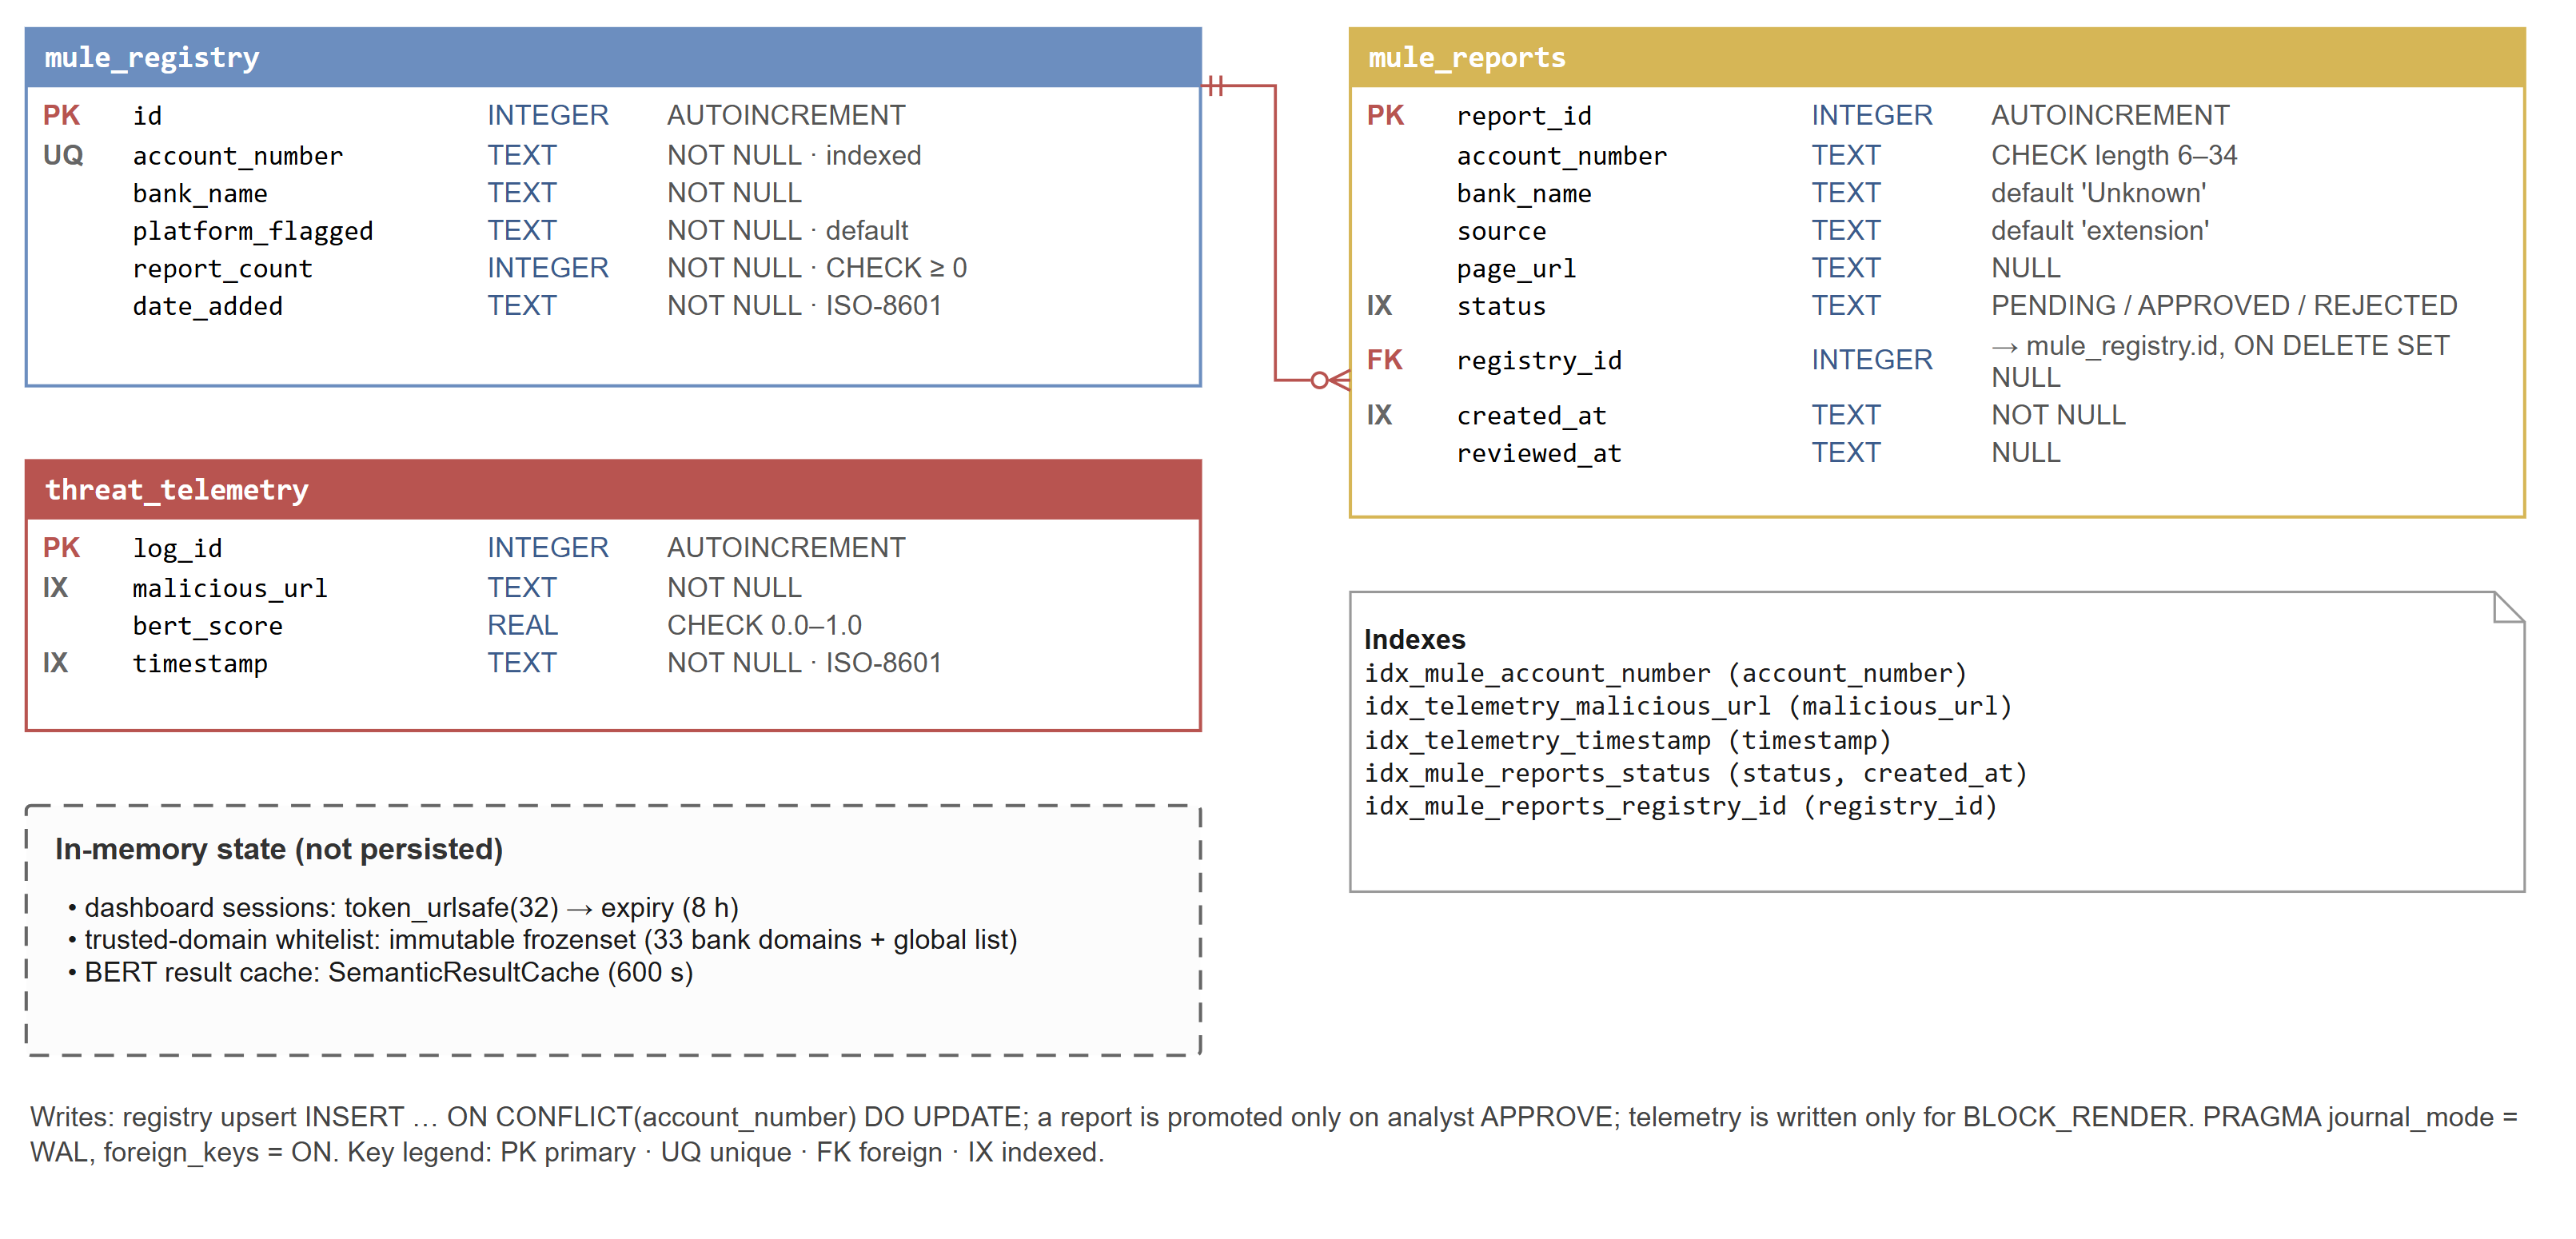 mule_registry
PK id INTEGER AUTOINCREMENT
UQ account_number TEXT NOT NULL · indexed
bank_name TEXT NOT NULL
platform_flagged TEXT NOT NULL · default
report_count INTEGER NOT NULL · CHECK ≥ 0
date_added TEXT NOT NULL · ISO-8601
mule_reports
PK report_id INTEGER AUTOINCREMENT
account_number TEXT CHECK length 6–34
bank_name TEXT default 'Unknown'
source TEXT default 'extension'
page_url TEXT NULL
IX status TEXT PENDING / APPROVED / REJECTED
FK registry_id INTEGER → mule_registry.id, ON DELETE SET
NULL
IX created_at TEXT NOT NULL
reviewed_at TEXT NULL
threat_telemetry
PK log_id INTEGER AUTOINCREMENT
IX malicious_url TEXT NOT NULL
bert_score REAL CHECK 0.0–1.0
IX timestamp TEXT NOT NULL · ISO-8601
Indexes
idx_mule_account_number (account_number)
idx_telemetry_malicious_url (malicious_url)
idx_telemetry_timestamp (timestamp)
idx_mule_reports_status (status, created_at)
idx_mule_reports_registry_id (registry_id)
In-memory state (not persisted)
• dashboard sessions: token_urlsafe(32) → expiry (8 h)
• trusted-domain whitelist: immutable frozenset (33 bank domains + global list)
• BERT result cache: SemanticResultCache (600 s)
Writes: registry upsert INSERT … ON CONFLICT(account_number) DO UPDATE; a report is promoted only on analyst APPROVE; telemetry is written only for BLOCK_RENDER. PRAGMA journal_mode =
WAL, foreign_keys = ON. Key legend: PK primary · UQ unique · FK foreign · IX indexed.